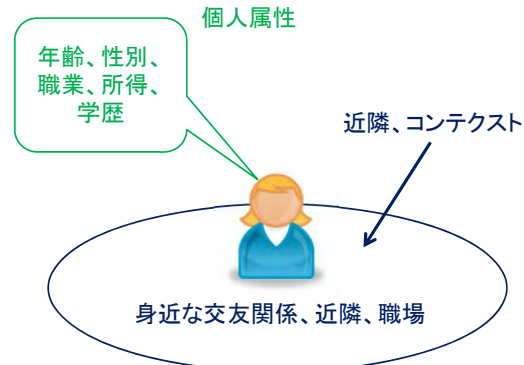 個人属性
年齢、性別、
職業、所得、
学歴
近隣、コンテクスト
身近な交友関係、近隣、職場